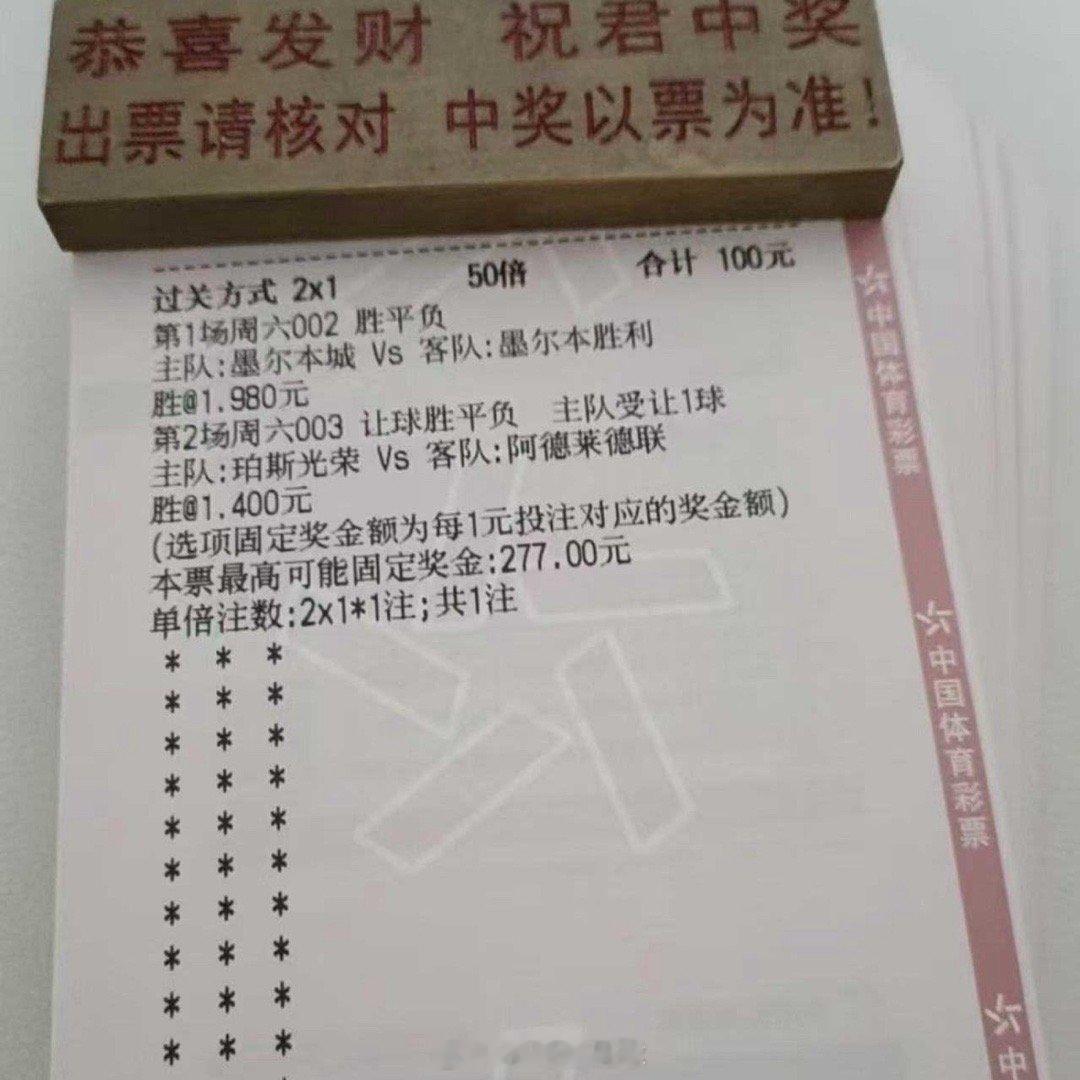 恭喜发财 祝君中奖
出票请核对 中奖以票为准!
过关方式 2x1 50倍 合计 100元
第1场周六002 胜平负
主队:墨尔本城 Vs 客队:墨尔本胜利
胜@1.980元
第2场周六003 让球胜平负 主队受让1球
主队:珀斯光荣 Vs 客队:阿德莱德联
胜@1.400元
(选项固定奖金额为每1元投注对应的奖金额)
本票最高可能固定奖金:277.00元
单倍注数:2x1*1注;共1注
* * *
* * *
* * *
* * *
* * *
* * *
* * *
* * *
* * *
* * *
中国体育彩票
中国体育彩票
中